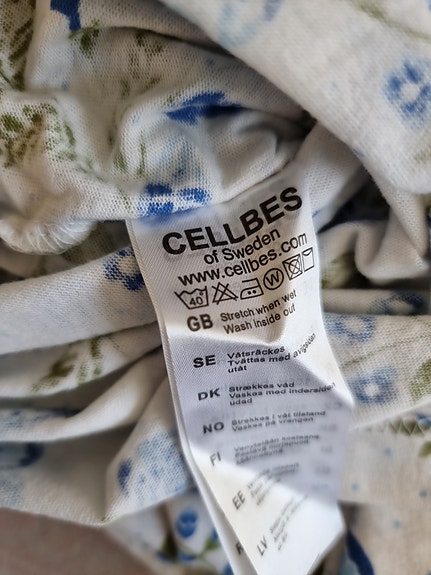 CELLBES
of Sweden
www.cellbes.com
40 W
GB Stretch when wet
Wash inside out
SE Våtsräckes
Tvättas med avigsidan
utåt
DK Strækkes våd
Vaskes med indersiden
udad
NO Strekkes i våt tilstand
Vaskes på vrangen
FI
EE
LV